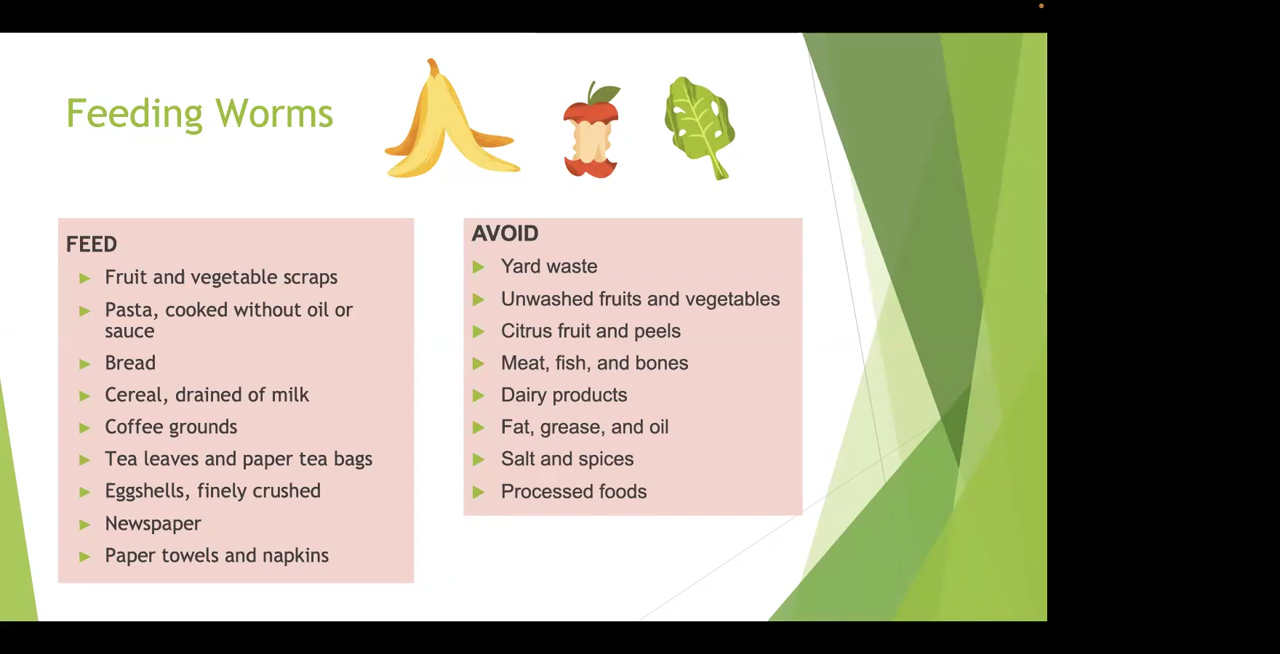 Feeding Worms
FEED
Fruit and vegetable scraps
Pasta, cooked without oil or
sauce
Bread
Cereal, drained of milk
Coffee grounds
Tea leaves and paper tea bags
Eggshells, finely crushed
Newspaper
Paper towels and napkins
AVOID
Yard waste
Unwashed fruits and vegetables
Citrus fruit and peels
Meat, fish, and bones
Dairy products
Fat, grease, and oil
Salt and spices
Processed foods